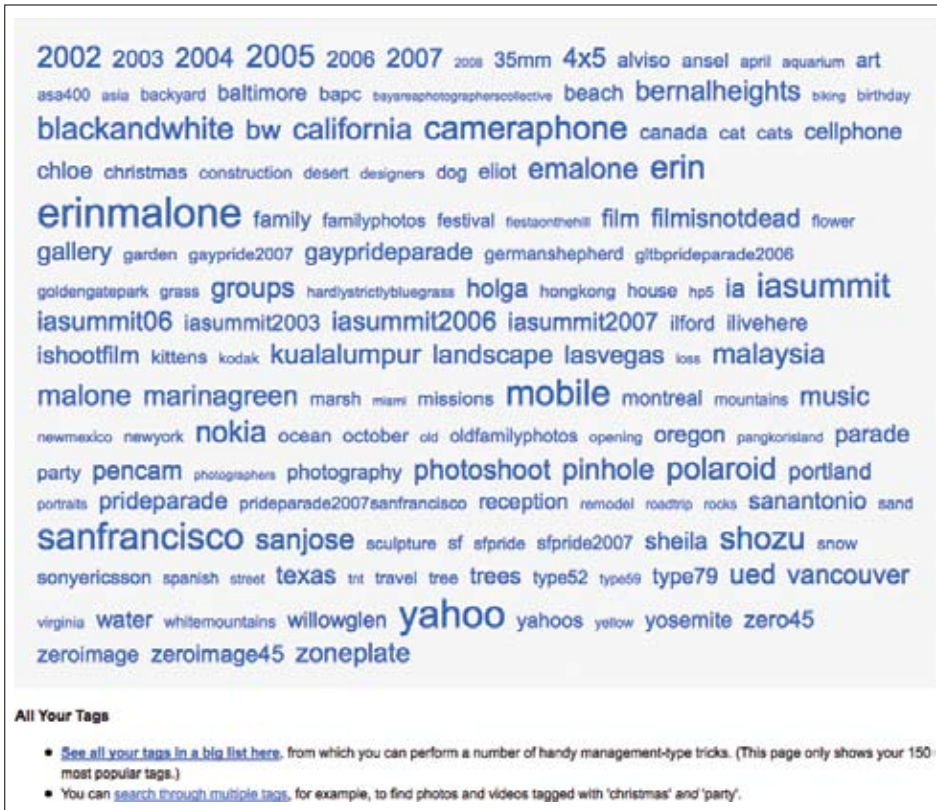 2002 2003 2004 2005 2006 2007 2008 35mm 4x5 alviso ansel april aquarium art
asa400 asia backyard baltimore bapc bayareaphotographerscollective beach bernalheights biking birthday
blackandwhite bw california cameraphone canada cat cats cellphone
chloe christmas construction desert designers dog eliot emalone erin
erinmalone family familyphotos festival fiestaonthehill film filmisnotdead flower
gallery garden gaypride2007 gayprideparade germanshepherd gltbprideparade2006
goldengatepark grass groups hardlystrictlybluegrass holga hongkong house hp5 ia iasummit
iasummit06 iasummit2003 iasummit2006 iasummit2007 ilford ilivehere
ishootfilm kittens kodak kualalumpur landscape lasvegas loss malaysia
malone marinagreen marsh miami missions mobile montreal mountains music
newmexico newyork nokia ocean october old oldfamilyphotos opening oregon pangkorisland parade
party pencam photographers photography photoshoot pinhole polaroid portland
portraits prideparade prideparade2007sanfrancisco reception remodel roadtrip rocks sanantonio sand
sanfrancisco sanjose sculpture sf sfpride sfpride2007 sheila shozu snow
sonyericsson spanish street texas tnt travel tree trees type52 type59 type79 ued vancouver
virginia water whitemountains willowglen yahoo yahoos yellow yosemite zero45
zeroimage zeroimage45 zoneplate
All Your Tags
• See all your tags in a big list here, from which you can perform a number of handy management-type tricks. (This page only shows your 150
most popular tags.)
• You can search through multiple tags, for example, to find photos and videos tagged with 'christmas' and 'party'.